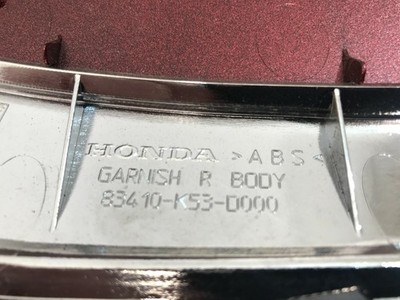 HONDA >ABS<
GARNISH R BODY
83410-K53-D000